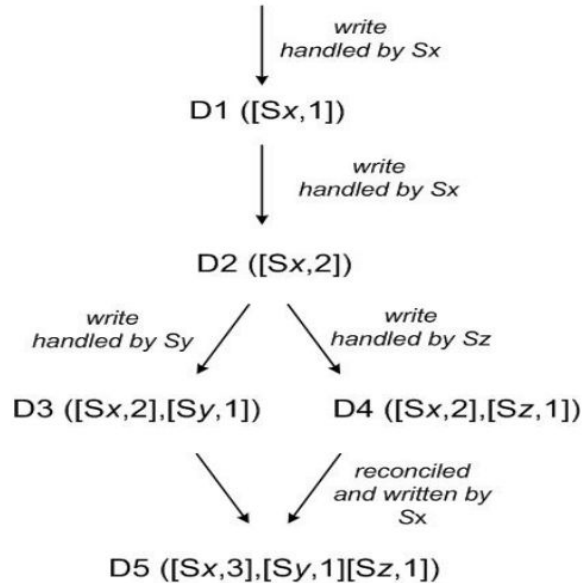 write
handled by Sx
D1 ([Sx,1])
write
handled by Sx
D2 ([Sx,2])
write
handled by Sy
write
handled by Sz
D3 ([Sx,2],[Sy,1])
D4 ([Sx,2],[Sz,1])
reconciled
and written by
Sx
D5 ([Sx,3],[Sy,1][Sz,1])